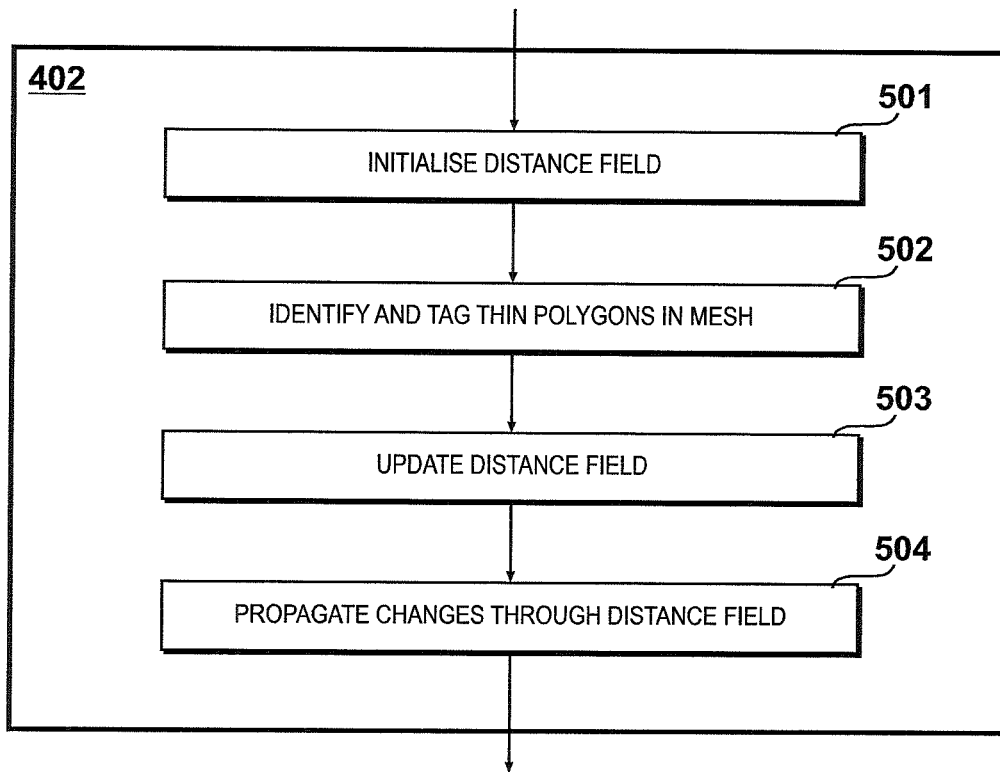 402
501
INITIALISE DISTANCE FIELD
502
IDENTIFY AND TAG THIN POLYGONS IN MESH
503
UPDATE DISTANCE FIELD
504
PROPAGATE CHANGES THROUGH DISTANCE FIELD